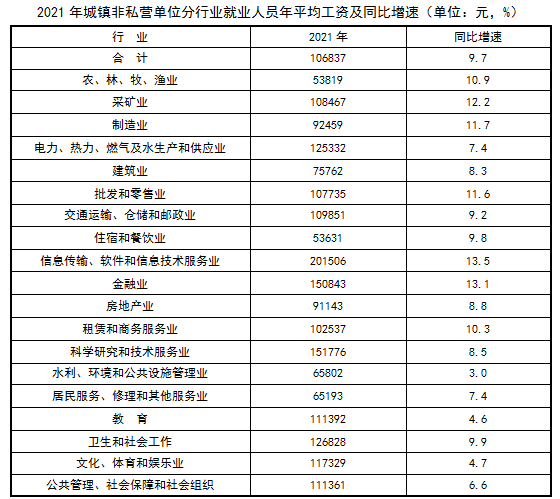 2021年城镇非私营单位分行业就业人员年平均工资及同比增速（单位：元，%）
行 业 2021年 同比增速
合 计 106837 9.7
农、林、牧、渔业 53819 10.9
采矿业 108467 12.2
制造业 92459 11.7
电力、热力、燃气及水生产和供应业 125332 7.4
建筑业 75762 8.3
批发和零售业 107735 11.6
交通运输、仓储和邮政业 109851 9.2
住宿和餐饮业 53631 9.8
信息传输、软件和信息技术服务业 201506 13.5
金融业 150843 13.1
房地产业 91143 8.8
租赁和商务服务业 102537 10.3
科学研究和技术服务业 151776 8.5
水利、环境和公共设施管理业 65802 3.0
居民服务、修理和其他服务业 65193 7.4
教 育 111392 4.6
卫生和社会工作 126828 9.9
文化、体育和娱乐业 117329 4.7
公共管理、社会保障和社会组织 111361 6.6